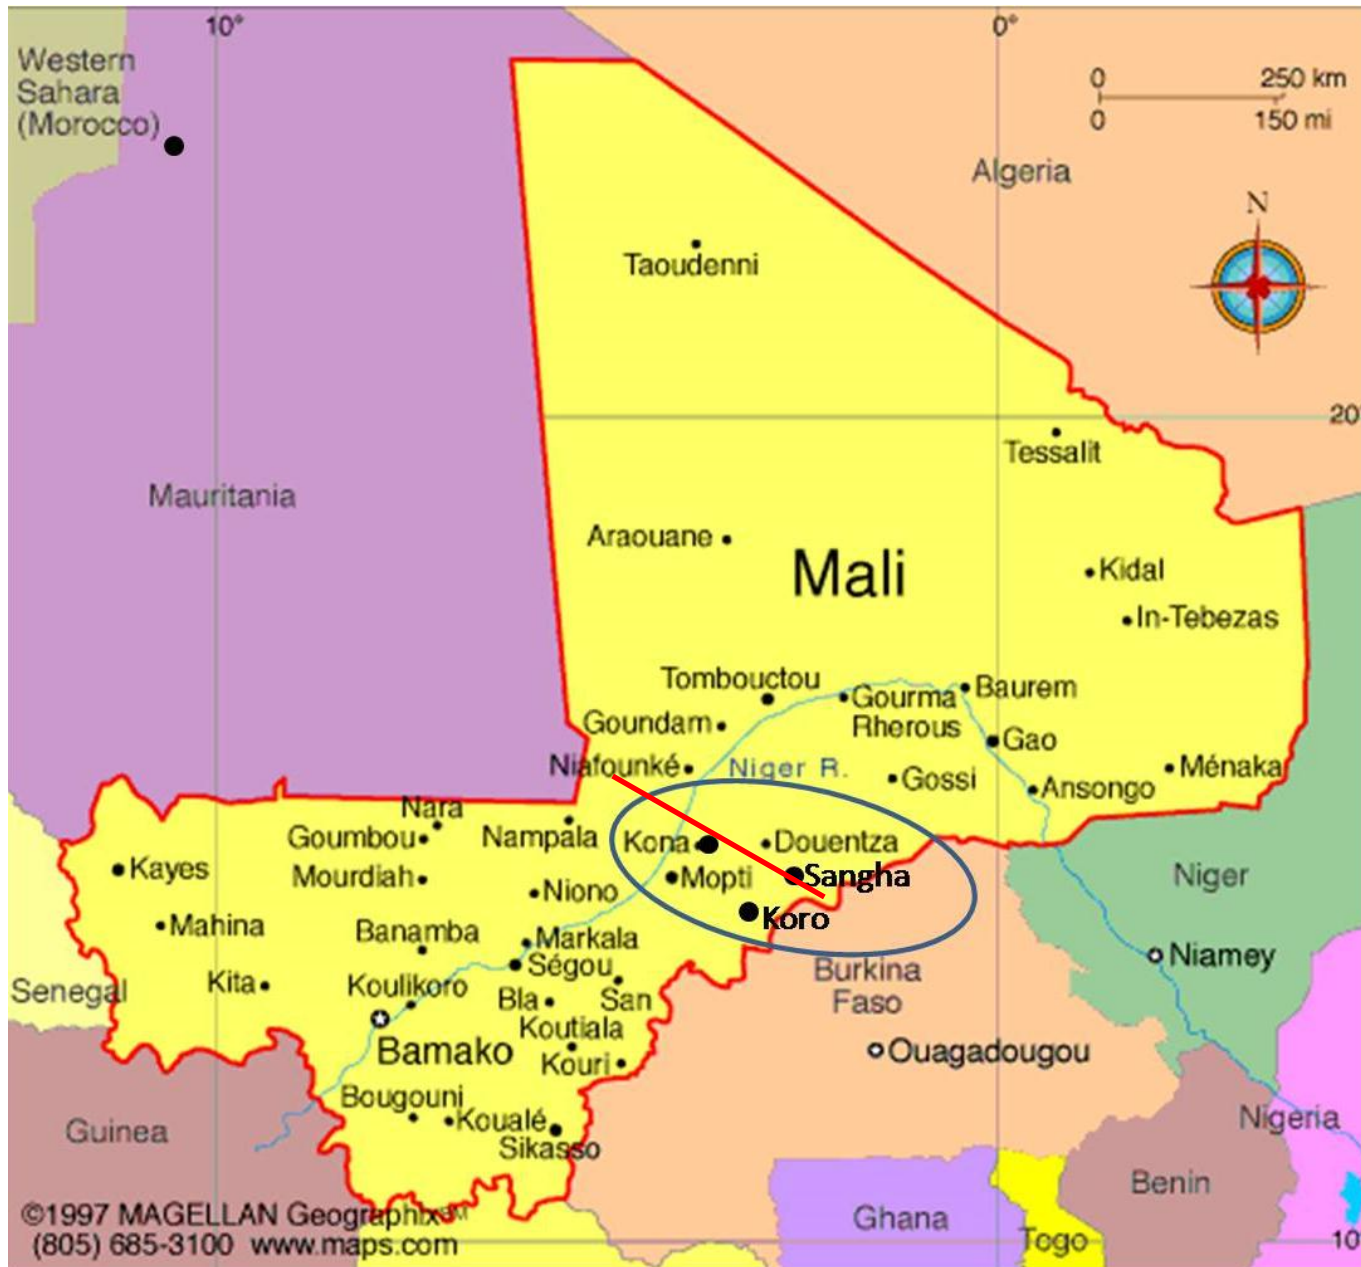 10°
0°
Western
Sahara
(Morocco)
0 250 km
0 150 mi
Algeria
N
Taoudenni
20°
Tessalit
Mauritania
Araouane
Mali
Kidal
In-Tebezas
Tombouctou
Baurem
Gourma
Rherous
Goundam
Gao
Niafounké
Niger R.
Gossi
Ménaka
Ansongo
Nara
Goumbou
Nampala
Kona
Douentza
Kayes
Mourdiah
Mopti
Sangha
Niger
Niono
Koro
Mahina
Banamba
Markala
Niamey
Ségou
Burkina
Faso
Senegal
Kita
Koulikoro
Bla
San
Koutiala
Bamako
Kouri
Ouagadougou
Bougouni
Koualé
Sikasso
Guinea
Nigeria
Benin
Ghana
Togo
10°
©1997 MAGELLAN Geographix℠
(805) 685-3100 www.maps.com